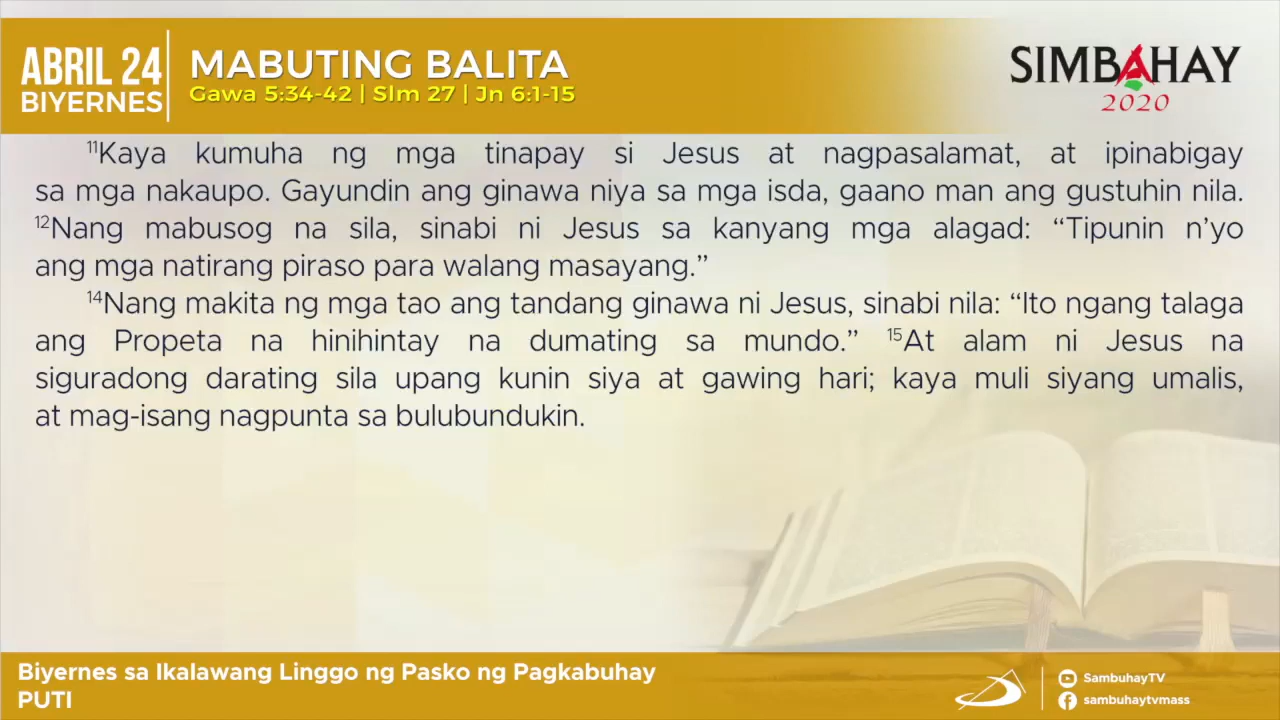 ABRIL 24
BIYERNES
MABUTING BALITA
Gawa 5:34-42 | Slm 27 | Jn 6:1-15
SIMBAHAY
2020
¹¹Kaya kumuha ng mga tinapay si Jesus at nagpasalamat, at ipinabigay
sa mga nakaupo. Gayundin ang ginawa niya sa mga isda, gaano man ang gustuhin nila.
¹²Nang mabusog na sila, sinabi ni Jesus sa kanyang mga alagad: “Tipunin n’yo
ang mga natirang piraso para walang masayang.”
¹⁴Nang makita ng mga tao ang tandang ginawa ni Jesus, sinabi nila: “Ito ngang talaga
ang Propeta na hinihintay na dumating sa mundo.” ¹⁵At alam ni Jesus na
siguradong darating sila upang kunin siya at gawing hari; kaya muli siyang umalis,
at mag-isang nagpunta sa bulubundukin.
Biyernes sa Ikalawang Linggo ng Pasko ng Pagkabuhay
PUTI
SambuhayTV
sambuhaytvmass